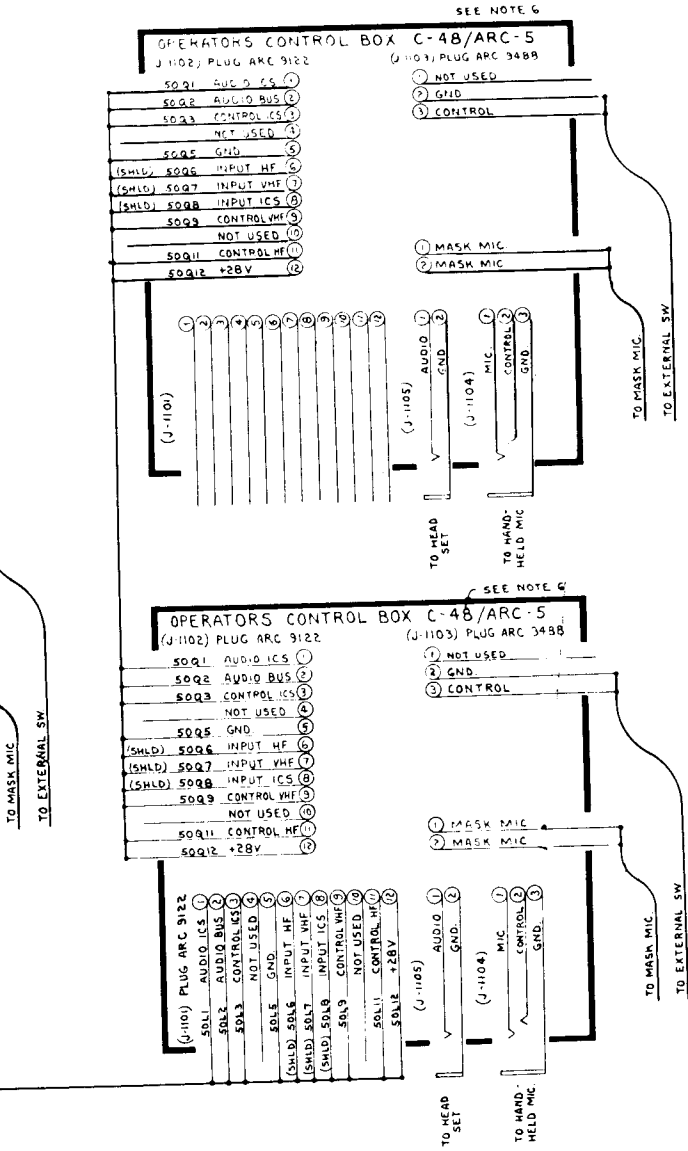 SEE NOTE 6
OPERATORS CONTROL BOX C-48/ARC-5
(J-1102) PLUG ARC 9122
(J-1103) PLUG ARC 9488
50Q1 AUDIO ICS 1
50Q2 AUDIO BUS 2
50Q3 CONTROL ICS 3
NOT USED 4
50Q5 GND 5
(SHLD) 50Q6 INPUT HF 6
(SHLD) 50Q7 INPUT VHF 7
(SHLD) 50Q8 INPUT ICS 8
50Q9 CONTROL VHF 9
NOT USED 10
50Q11 CONTROL HF 11
50Q12 +28V 12
1 NOT USED
2 GND
3 CONTROL
1 MASK MIC.
2 MASK MIC
(J-1101)
1
2
3
4
5
6
7
8
9
10
11
12
(J-1105)
AUDIO 1
GND 2
(J-1104)
MIC. 1
CONTROL 2
GND. 3
TO HEAD
SET
TO HAND-
HELD MIC
TO MASK MIC.
TO EXTERNAL SW
TO MASK MIC
TO EXTERNAL SW.
SEE NOTE 6
OPERATORS CONTROL BOX C-48/ARC-5
(J-1102) PLUG ARC 9122
(J-1103) PLUG ARC 3488
50Q1 AUDIO ICS 1
50Q2 AUDIO BUS 2
50Q3 CONTROL ICS 3
NOT USED 4
50Q5 GND. 5
(SHLD) 50Q6 INPUT HF 6
(SHLD) 50Q7 INPUT VHF 7
(SHLD) 50Q8 INPUT ICS 8
50Q9 CONTROL VHF 9
NOT USED 10
50Q11 CONTROL HF 11
50Q12 +28V 12
1 NOT USED
2 GND.
3 CONTROL
1 MASK MIC
2 MASK MIC
(J-1101) PLUG ARC 9122
50L1 AUDIO ICS 1
50L2 AUDIO BUS 2
50L3 CONTROL ICS 3
NOT USED 4
50L5 GND. 5
(SHLD) 50L6 INPUT HF 6
(SHLD) 50L7 INPUT VHF 7
(SHLD) 50L8 INPUT ICS 8
50L9 CONTROL VHF 9
NOT USED 10
50L11 CONTROL HF 11
50L12 +28V 12
(J-1105)
AUDIO 1
GND. 2
(J-1104)
MIC 1
CONTROL 2
GND. 3
TO HEAD
SET
TO HAND-
HELD MIC.
TO MASK MIC.
TO EXTERNAL SW